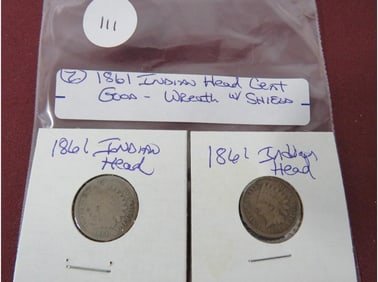 111
(2) 1861 Indian Head Cent
Good - Wreath w/ Shield
1861 Indian
Head
1861 Indian
Head